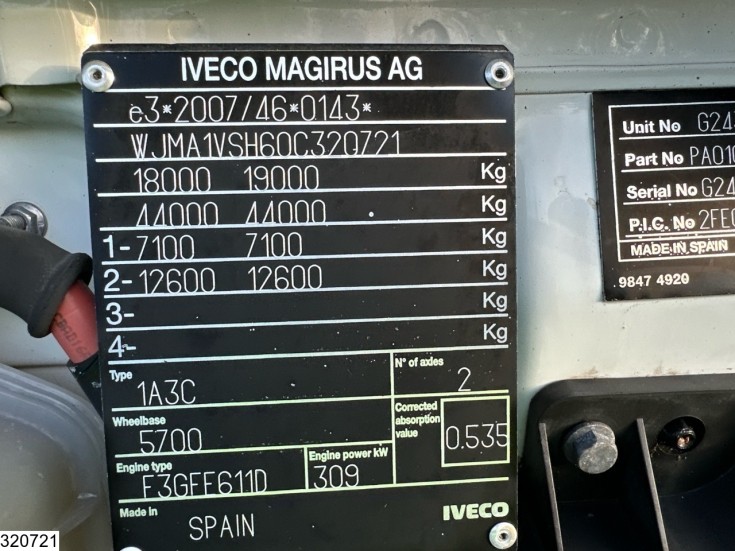 IVECO MAGIRUS AG
e3*2007/46*0143*
WJMA1VSH60C320721
18000 19000 Kg
44000 44000 Kg
1- 7100 7100 Kg
2- 12600 12600 Kg
3- Kg
4- Kg
Type 1A3C
N° of axles 2
Wheelbase 5700
Corrected absorption value 0.535
Engine type F3GFE611D
Engine power kW 309
Made in SPAIN
IVECO
Unit No G24
Part No PA010
Serial No G24
P.I.C. No 2FE
MADE IN SPAIN
9847 4920
320721